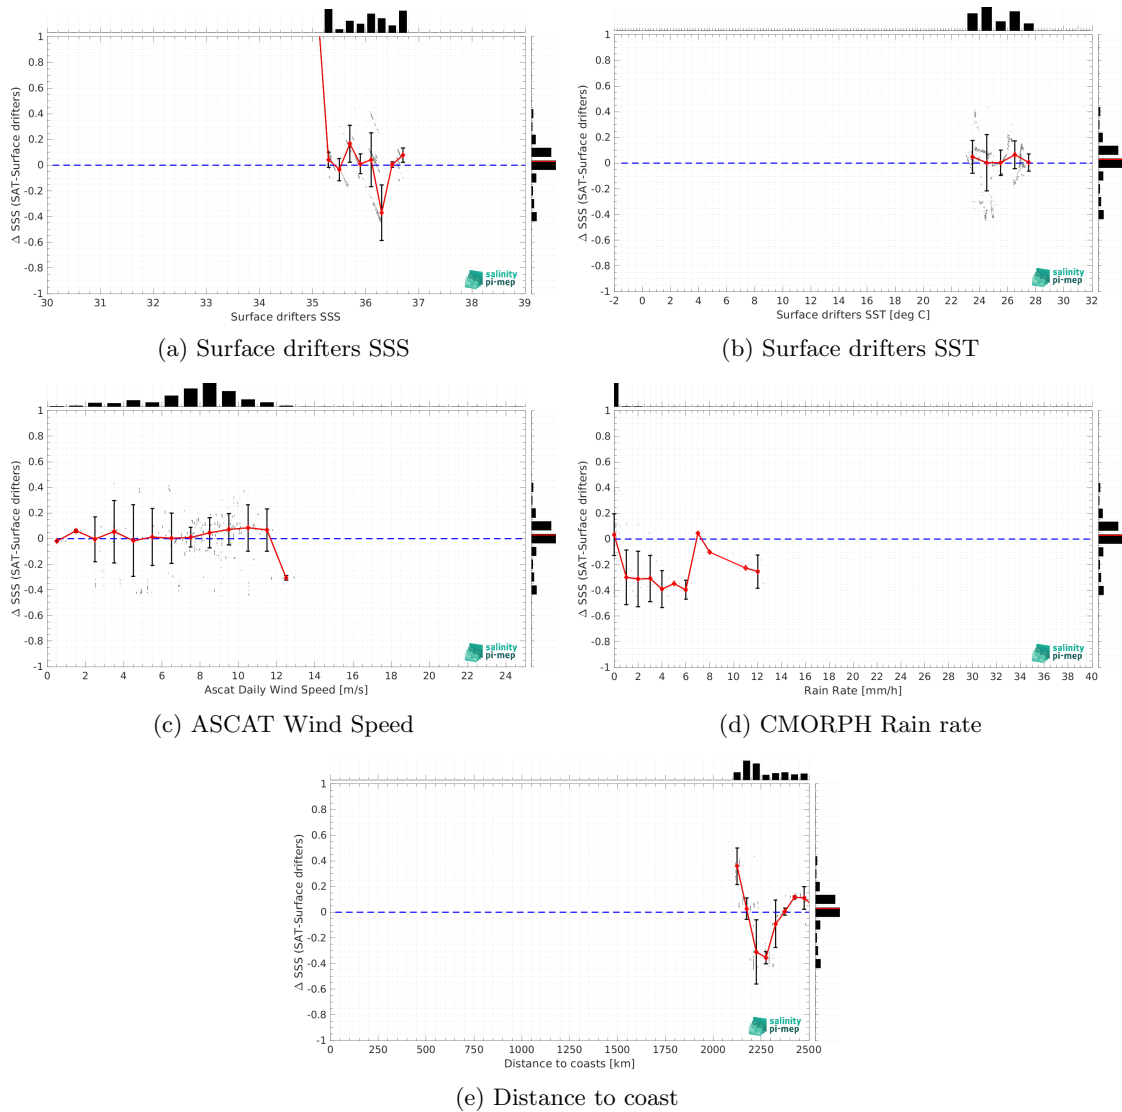 1
0.8
0.6
0.4
0.2
0
-0.2
-0.4
-0.6
-0.8
-1
Δ SSS (SAT-Surface drifters)
salinity
pi-mep
30 31 32 33 34 35 36 37 38 39
Surface drifters SSS
(a) Surface drifters SSS
1
0.8
0.6
0.4
0.2
0
-0.2
-0.4
-0.6
-0.8
-1
Δ SSS (SAT-Surface drifters)
salinity
pi-mep
-2 0 2 4 6 8 10 12 14 16 18 20 22 24 26 28 30 32
Surface drifters SST [deg C]
(b) Surface drifters SST
1
0.8
0.6
0.4
0.2
0
-0.2
-0.4
-0.6
-0.8
-1
Δ SSS (SAT-Surface drifters)
salinity
pi-mep
0 2 4 6 8 10 12 14 16 18 20 22 24
Ascat Daily Wind Speed [m/s]
(c) ASCAT Wind Speed
1
0.8
0.6
0.4
0.2
0
-0.2
-0.4
-0.6
-0.8
-1
Δ SSS (SAT-Surface drifters)
salinity
pi-mep
0 2 4 6 8 10 12 14 16 18 20 22 24 26 28 30 32 34 36 38 40
Rain Rate [mm/h]
(d) CMORPH Rain rate
1
0.8
0.6
0.4
0.2
0
-0.2
-0.4
-0.6
-0.8
-1
Δ SSS (SAT-Surface drifters)
salinity
pi-mep
0 250 500 750 1000 1250 1500 1750 2000 2250 2500
Distance to coasts [km]
(e) Distance to coast